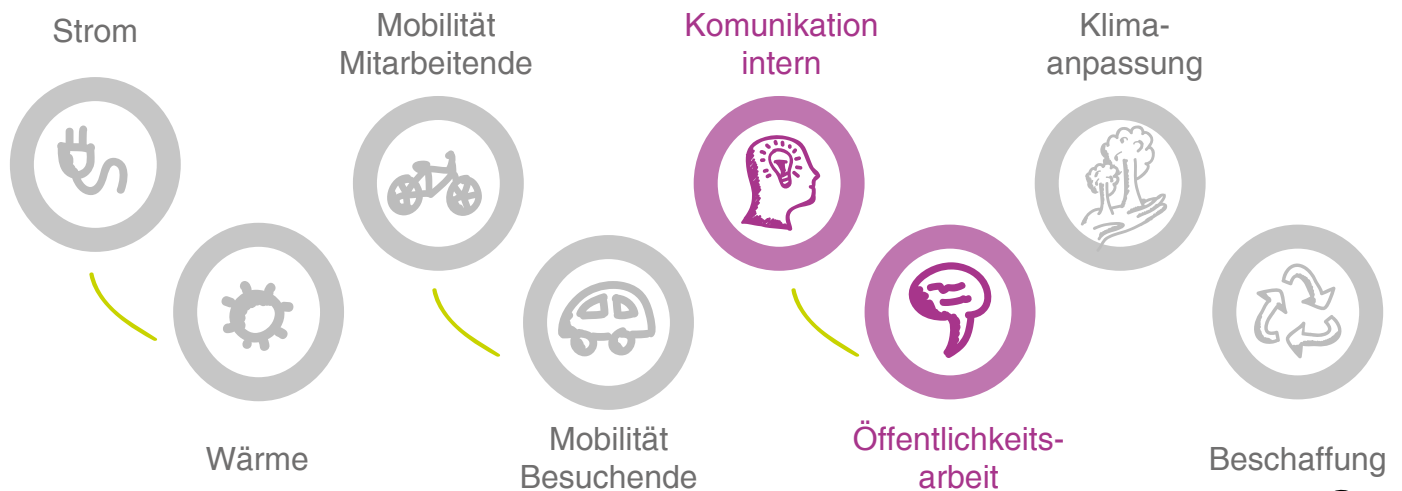 Strom
Mobilität
Mitarbeitende
Komunikation
intern
Klima-
anpassung
Wärme
Mobilität
Besuchende
Öffentlichkeits-
arbeit
Beschaffung